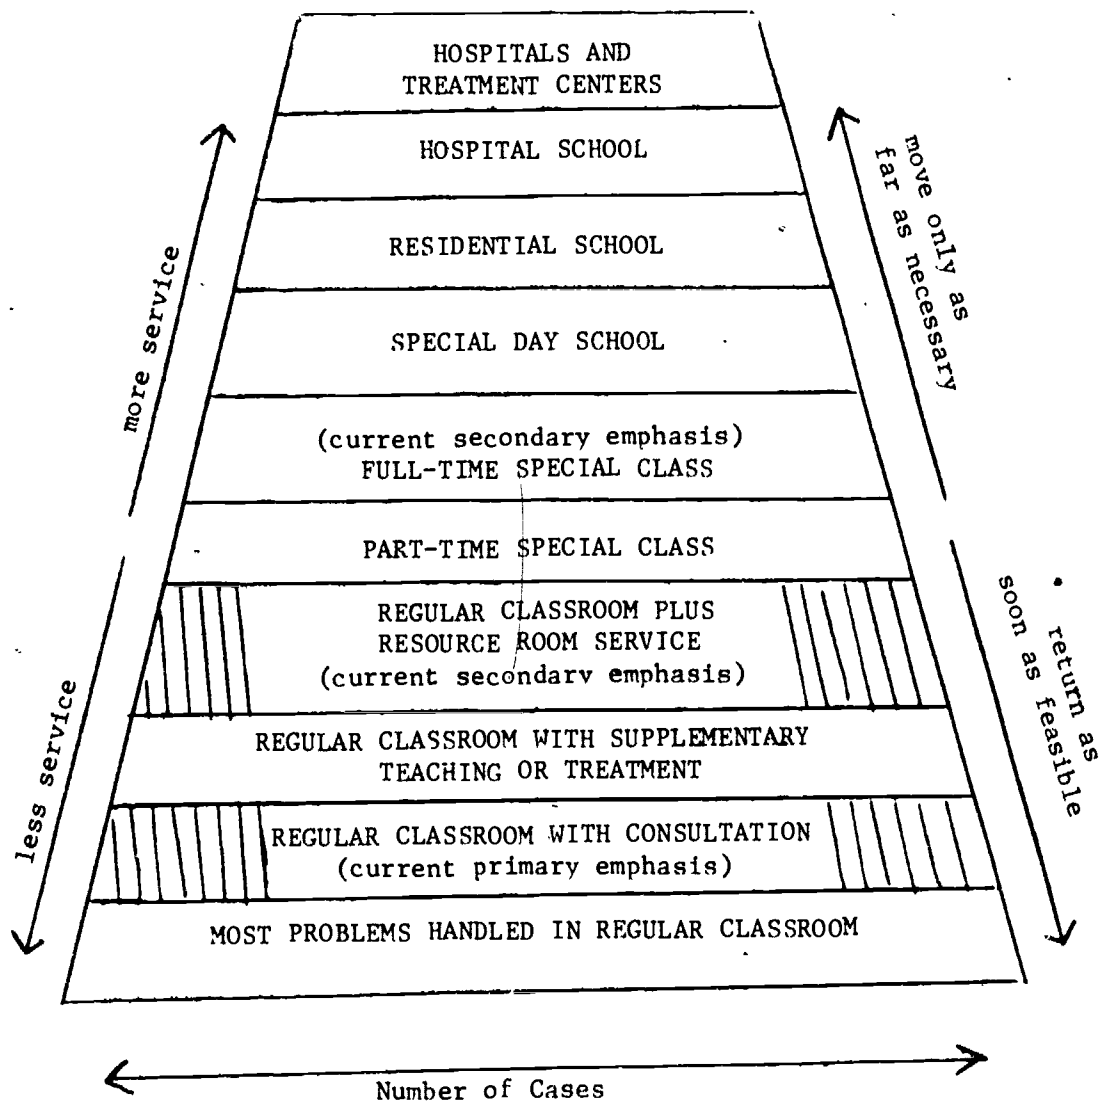 HOSPITALS AND
TREATMENT CENTERS
HOSPITAL SCHOOL
RESIDENTIAL SCHOOL
SPECIAL DAY SCHOOL
(current secondary emphasis)
FULL-TIME SPECIAL CLASS
PART-TIME SPECIAL CLASS
REGULAR CLASSROOM PLUS
RESOURCE ROOM SERVICE
(current secondary emphasis)
REGULAR CLASSROOM WITH SUPPLEMENTARY
TEACHING OR TREATMENT
REGULAR CLASSROOM WITH CONSULTATION
(current primary emphasis)
MOST PROBLEMS HANDLED IN REGULAR CLASSROOM
more service
less service
move only as
far as necessary
return as
soon as feasible
Number of Cases